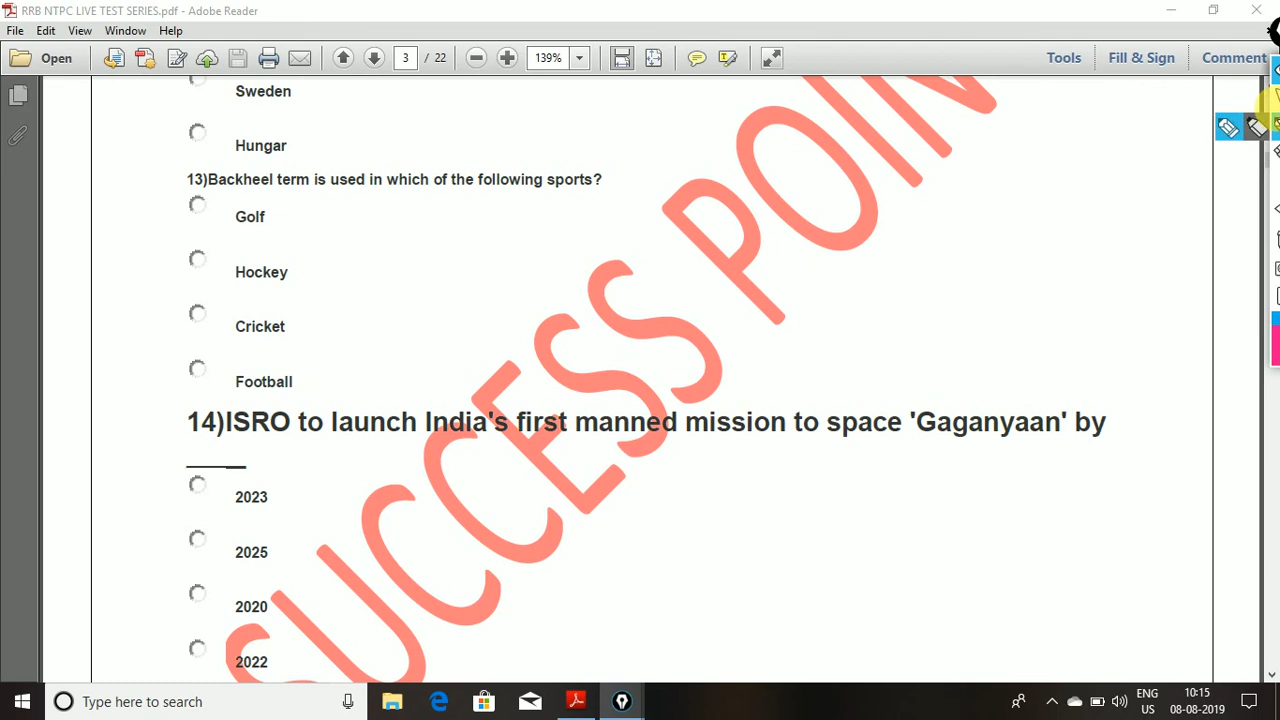 RRB NTPC LIVE TEST SERIES.pdf - Adobe Reader
File Edit View Window Help
Open 3 / 22 139% Tools Fill & Sign Comment
Sweden
Hungar
13)Backheel term is used in which of the following sports?
Golf
Hockey
Cricket
Football
14)ISRO to launch India's first manned mission to space 'Gaganyaan' by
______
2023
2025
2020
2022
SUCCESS POIN
Type here to search
ENG 10:15
US 08-08-2019